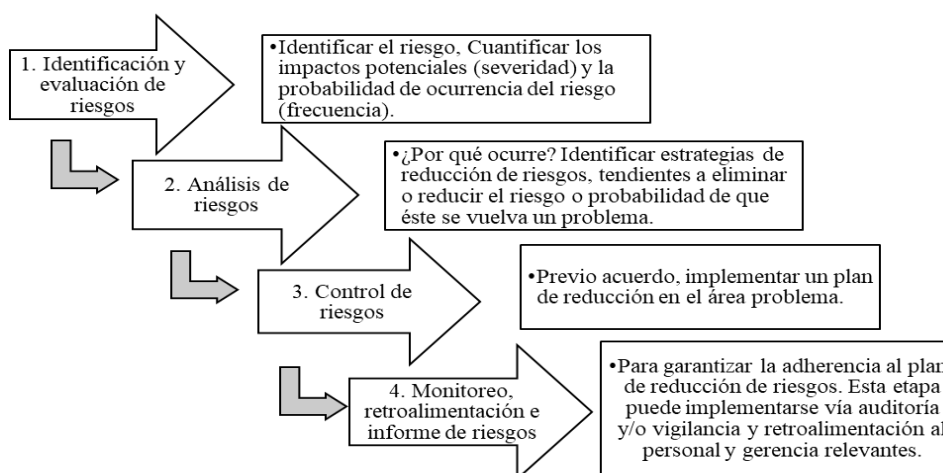 1. Identificación y
evaluación de
riesgos
•Identificar el riesgo, Cuantificar los
impactos potenciales (severidad) y la
probabilidad de ocurrencia del riesgo
(frecuencia).
2. Análisis de
riesgos
•¿Por qué ocurre? Identificar estrategias de
reducción de riesgos, tendientes a eliminar
o reducir el riesgo o probabilidad de que
éste se vuelva un problema.
3. Control de
riesgos
•Previo acuerdo, implementar un plan
de reducción en el área problema.
4. Monitoreo,
retroalimentación e
informe de riesgos
•Para garantizar la adherencia al plan
de reducción de riesgos. Esta etapa
puede implementarse vía auditoría
y/o vigilancia y retroalimentación al
personal y gerencia relevantes.